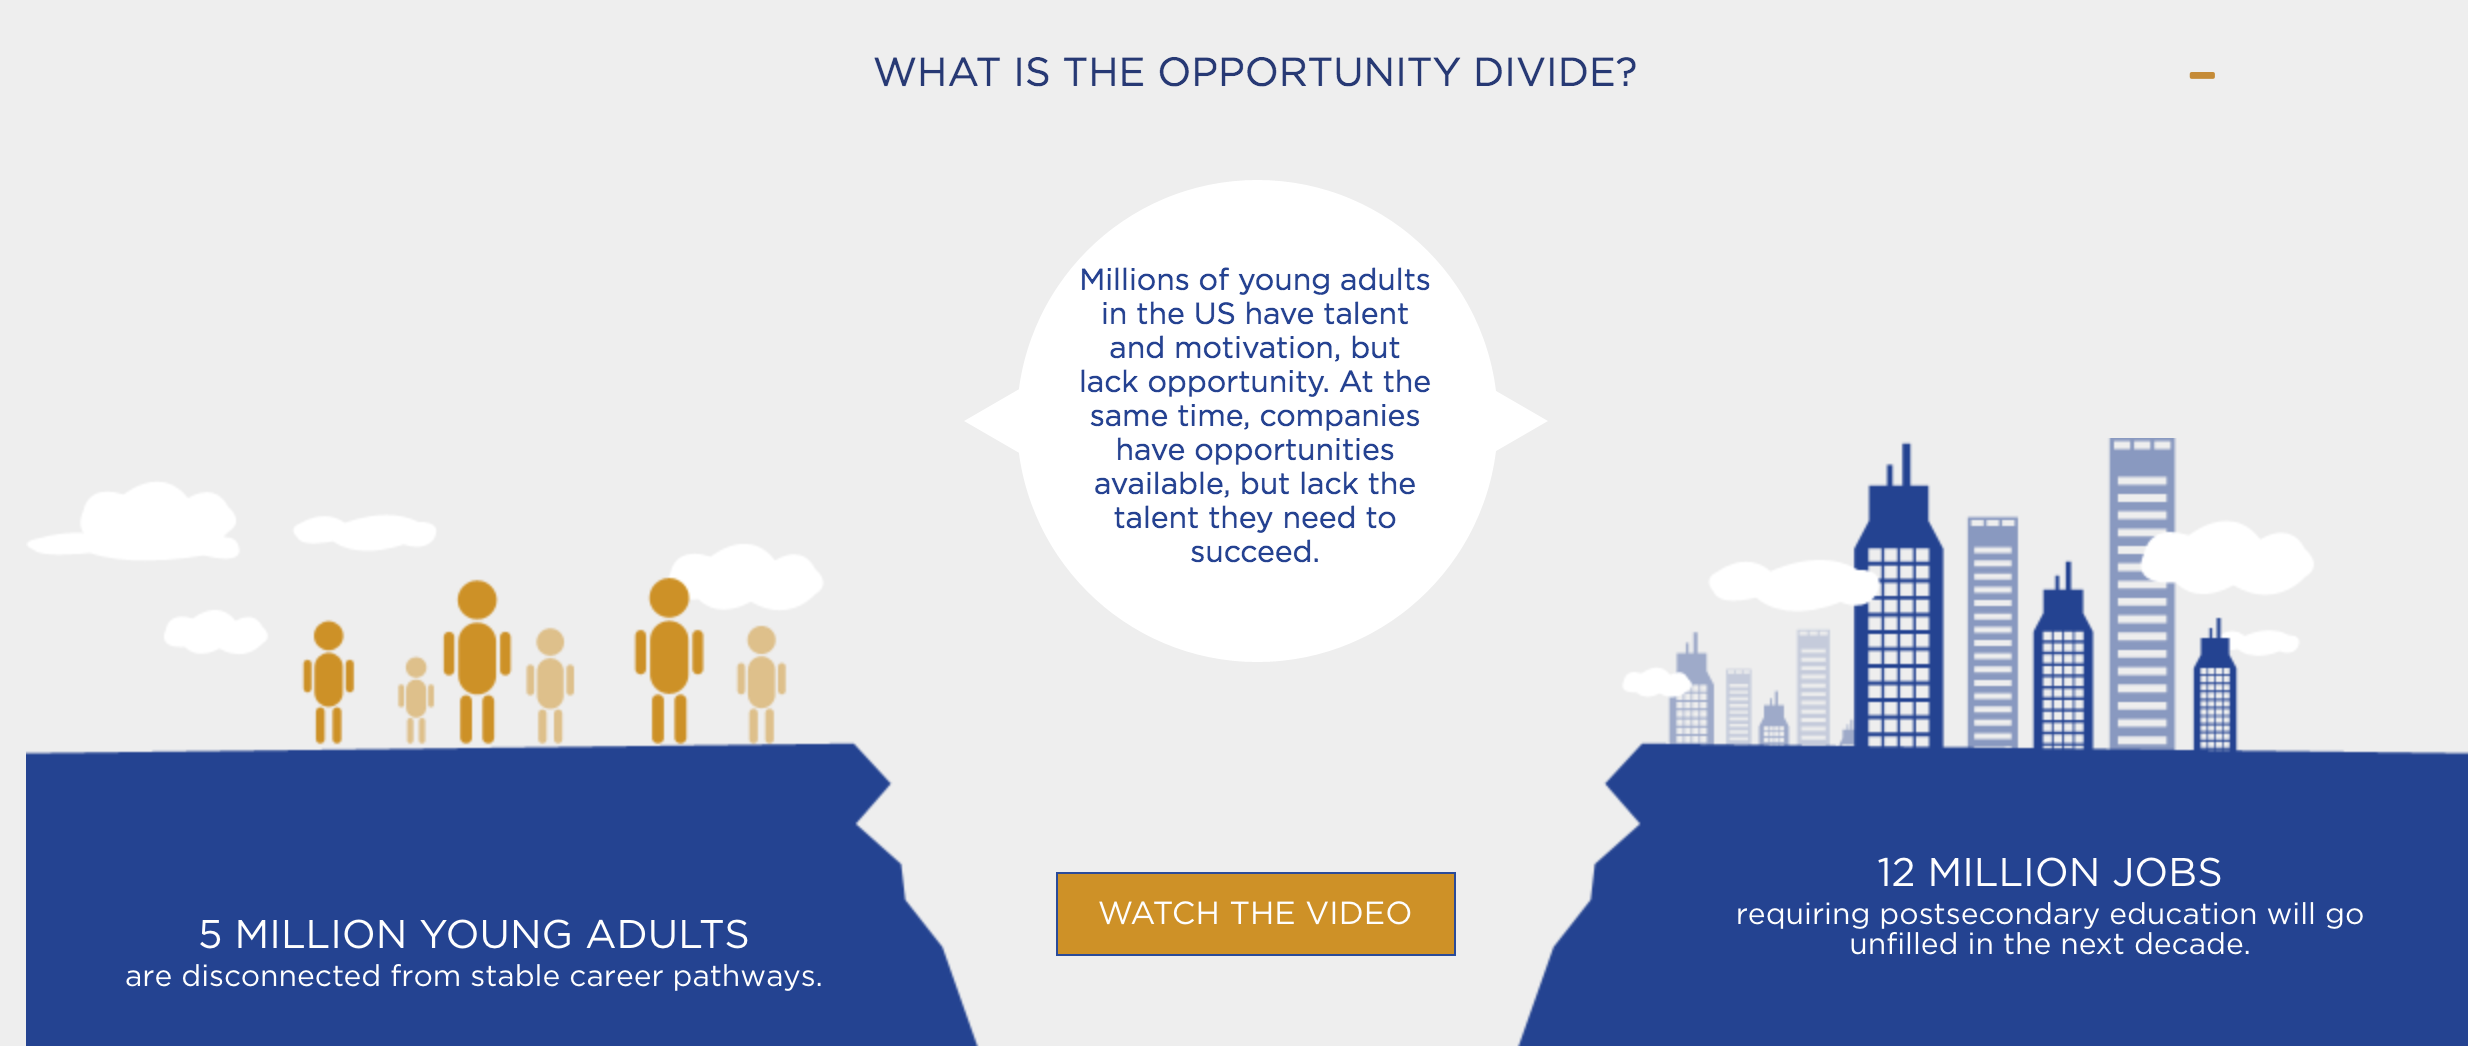 WHAT IS THE OPPORTUNITY DIVIDE?
Millions of young adults
in the US have talent
and motivation, but
lack opportunity. At the
same time, companies
have opportunities
available, but lack the
talent they need to
succeed.
5 MILLION YOUNG ADULTS
are disconnected from stable career pathways.
WATCH THE VIDEO
12 MILLION JOBS
requiring postsecondary education will go
unfilled in the next decade.